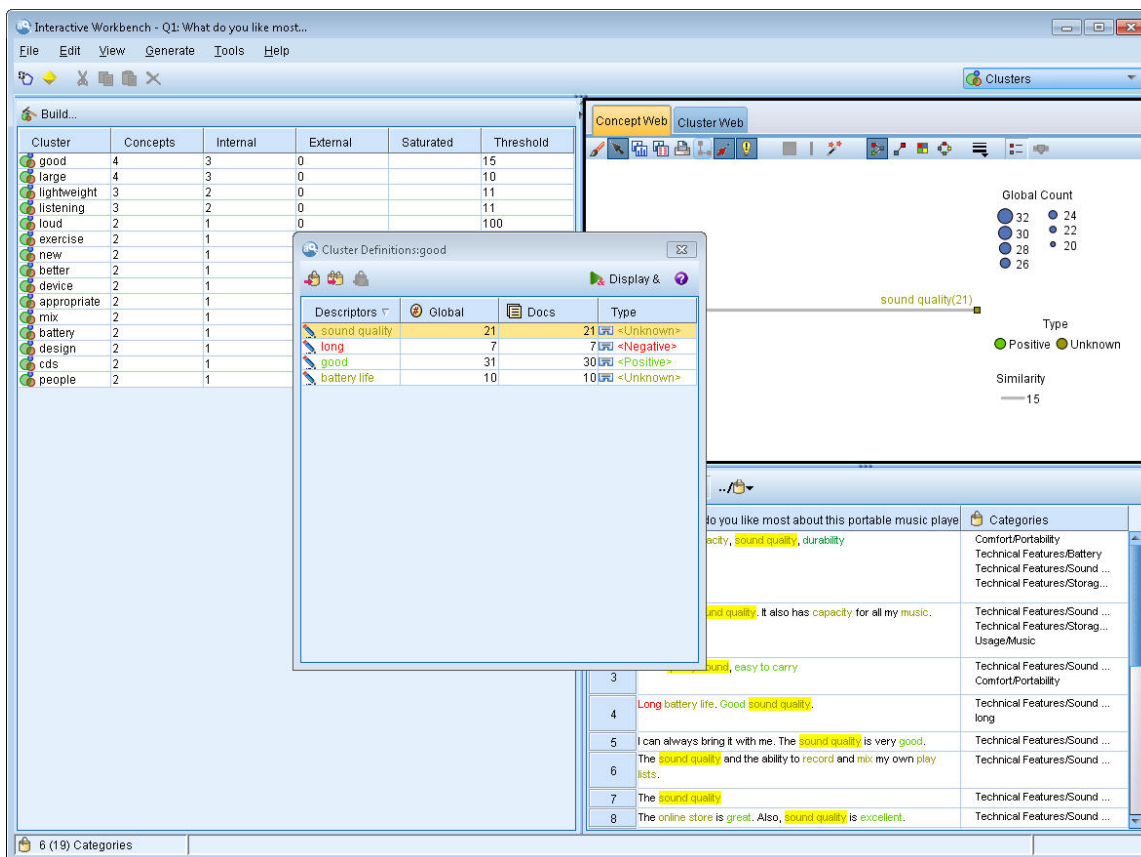 Interactive Workbench - Q1: What do you like most...
File Edit View Generate Tools Help
Clusters
Build...
Cluster Concepts Internal External Saturated Threshold
good 4 3 0 15
large 4 3 0 10
lightweight 3 2 0 11
listening 3 2 0 11
loud 2 1 0 100
exercise 2 1
new 2 1
better 2 1
device 2 1
appropriate 2 1
mix 2 1
battery 2 1
design 2 1
cds 2 1
people 2 1
Cluster Definitions:good
Display &
Descriptors Global Docs Type
sound quality 21 21 <Unknown>
long 7 7 <Negative>
good 31 30 <Positive>
battery life 10 10 <Unknown>
Concept Web Cluster Web
Global Count
32 24
30 22
28 20
26
sound quality(21)
Type
Positive Unknown
Similarity
15
../
do you like most about this portable music playe Categories
sound quality, durability
Comfort/Portability
Technical Features/Battery
Technical Features/Sound ...
Technical Features/Storag...
quality. It also has capacity for all my music.
Technical Features/Sound ...
Technical Features/Storag...
Usage/Music
3 , easy to carry
Technical Features/Sound ...
Comfort/Portability
4 Long battery life. Good sound quality.
Technical Features/Sound ...
long
5 I can always bring it with me. The sound quality is very good. Technical Features/Sound ...
6 The sound quality and the ability to record and mix my own play
lists.
Technical Features/Sound ...
7 The sound quality Technical Features/Sound ...
8 The online store is great. Also, sound quality is excellent. Technical Features/Sound ...
6 (19) Categories